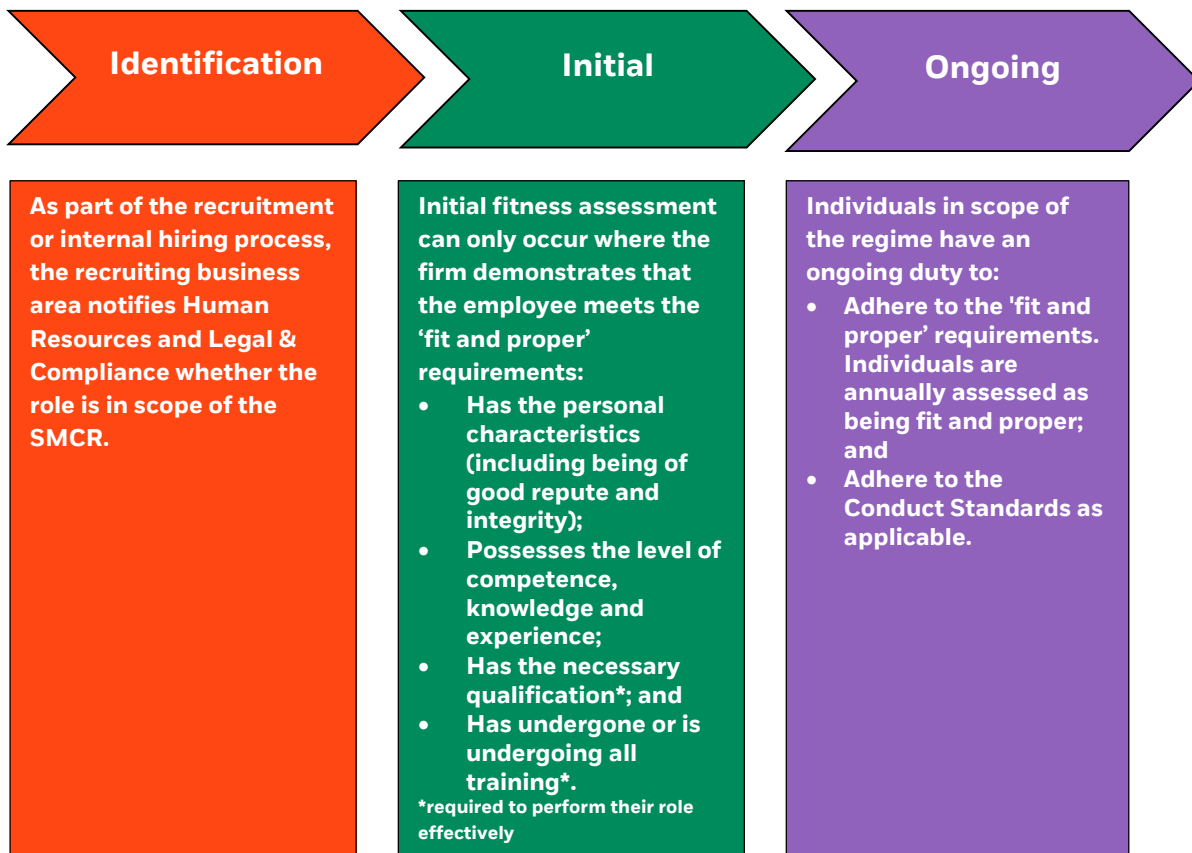 Identification
Initial
Ongoing
As part of the recruitment
or internal hiring process,
the recruiting business
area notifies Human
Resources and Legal &
Compliance whether the
role is in scope of the
SMCR.
Initial fitness assessment
can only occur where the
firm demonstrates that
the employee meets the
‘fit and proper’
requirements:
• Has the personal
characteristics
(including being of
good repute and
integrity);
• Possesses the level of
competence,
knowledge and
experience;
• Has the necessary
qualification*; and
• Has undergone or is
undergoing all
training*.
*required to perform their role
effectively
Individuals in scope of
the regime have an
ongoing duty to:
• Adhere to the 'fit and
proper’ requirements.
Individuals are
annually assessed as
being fit and proper;
and
• Adhere to the
Conduct Standards as
applicable.